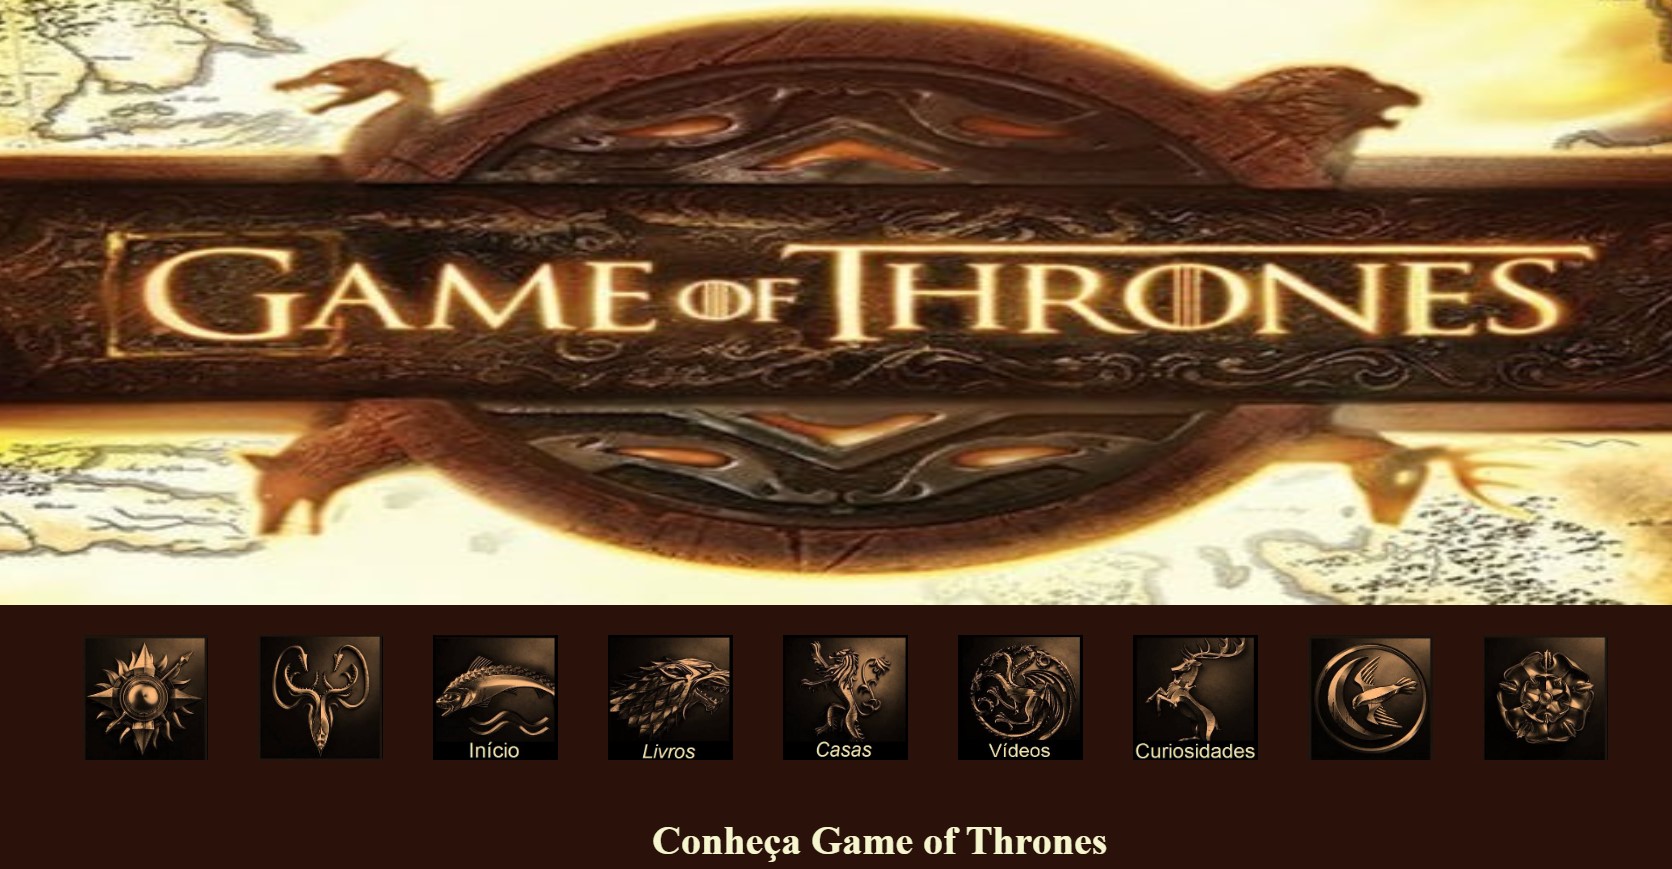 GAME OF THRONES
Início
Livros
Casas
Vídeos
Curiosidades
Conheça Game of Thrones